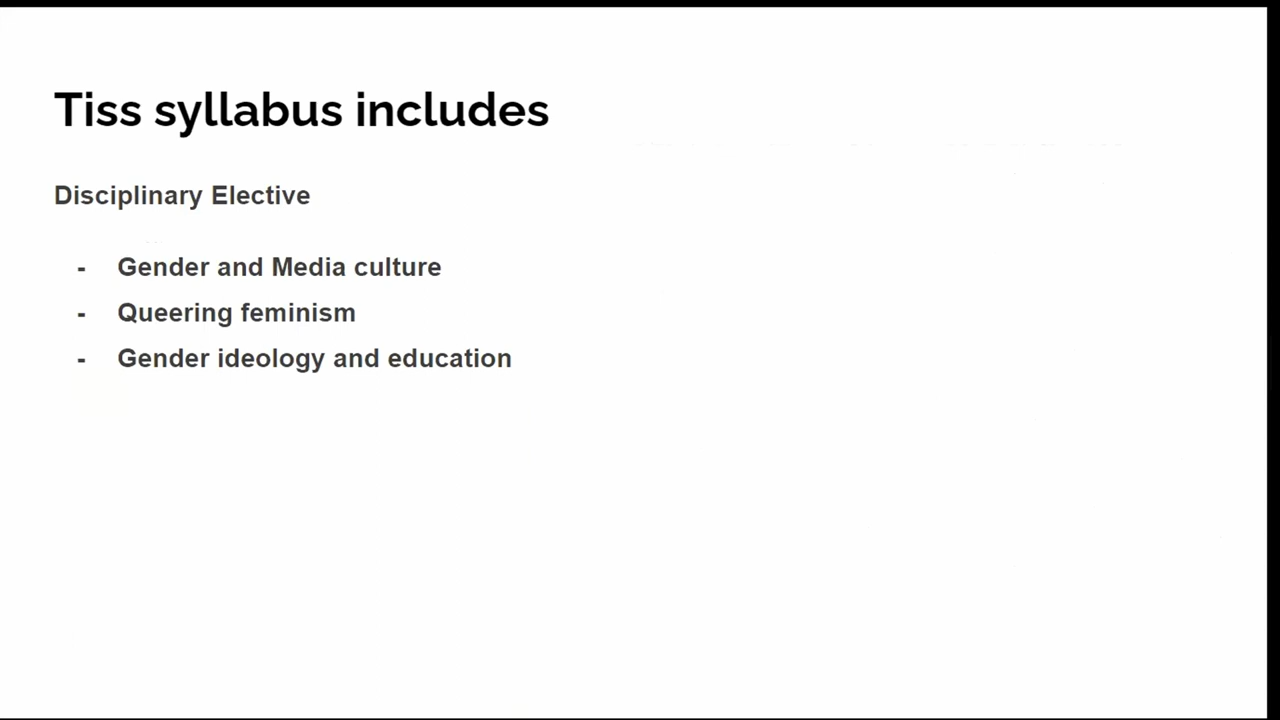 Tiss syllabus includes
Disciplinary Elective
- Gender and Media culture
- Queering feminism
- Gender ideology and education